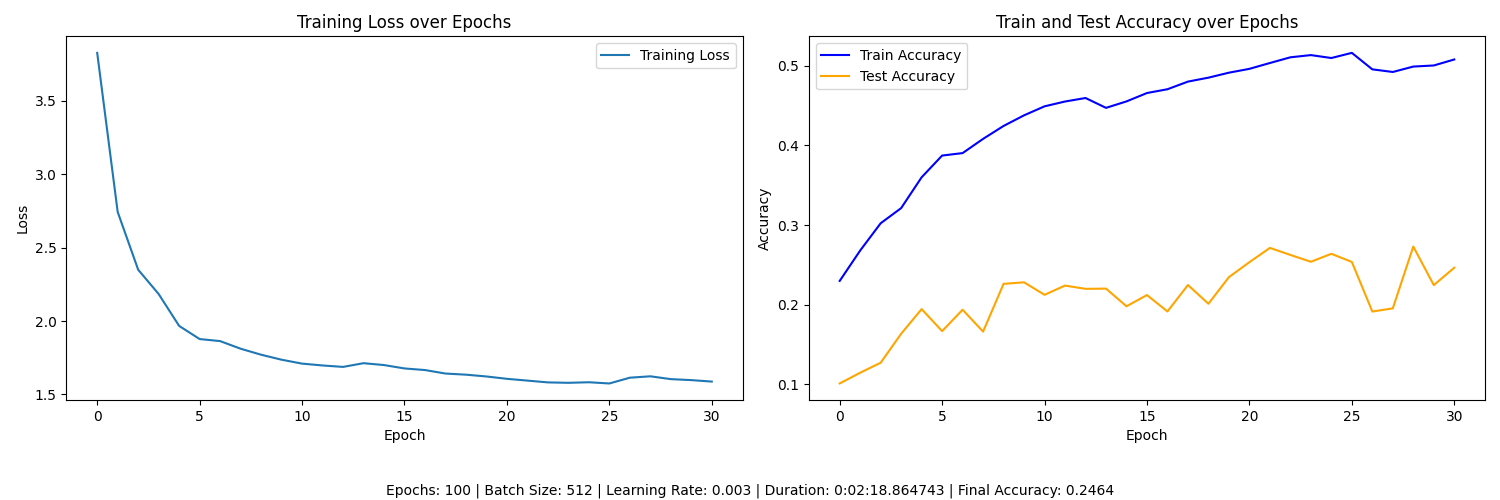 Training Loss over Epochs
Training Loss
3.5
3.0
2.5
2.0
1.5
Loss
0 5 10 15 20 25 30
Epoch
Train and Test Accuracy over Epochs
Train Accuracy
Test Accuracy
0.5
0.4
0.3
0.2
0.1
Accuracy
0 5 10 15 20 25 30
Epoch
Epochs: 100 | Batch Size: 512 | Learning Rate: 0.003 | Duration: 0:02:18.864743 | Final Accuracy: 0.2464